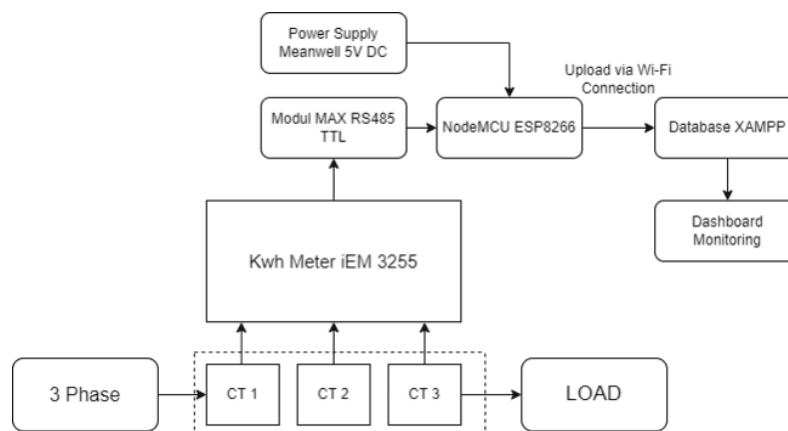 Power Supply
Meanwell 5V DC
Upload via Wi-Fi
Connection
Modul MAX RS485
TTL
NodeMCU ESP8266
Database XAMPP
Dashboard
Monitoring
Kwh Meter iEM 3255
3 Phase
CT 1
CT 2
CT 3
LOAD